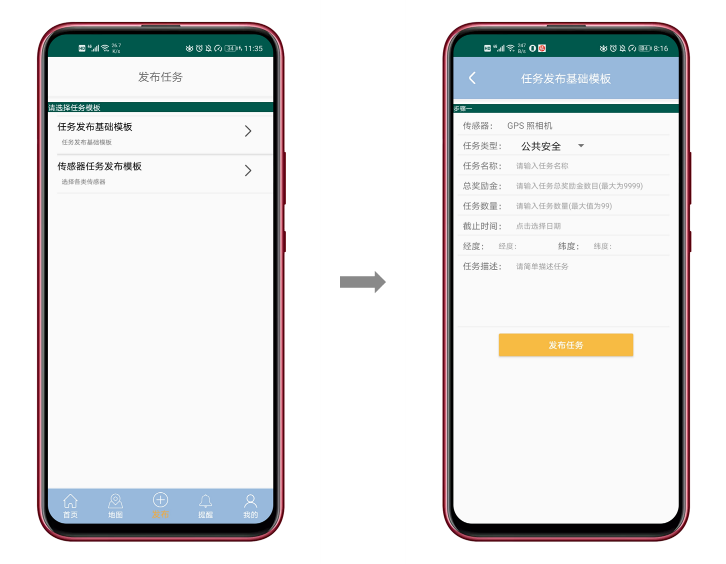 26.7
K/s
34
11:35
发布任务
请选择任务模板
任务发布基础模板
任务发布基础模板
传感器任务发布模板
选择各类传感器
首页
地图
提醒
我的
247
B/s
8:16
任务发布基础模板
步骤一
传感器: GPS 照相机
任务类型: 公共安全
任务名称: 请输入任务名称
总奖励金: 请输入任务总奖励金数目(最大为9999)
任务数量: 请输入任务数量(最大值为99)
截止时间: 点击选择日期
经度: 经度: 纬度: 纬度:
任务描述: 请简单描述任务
发布任务